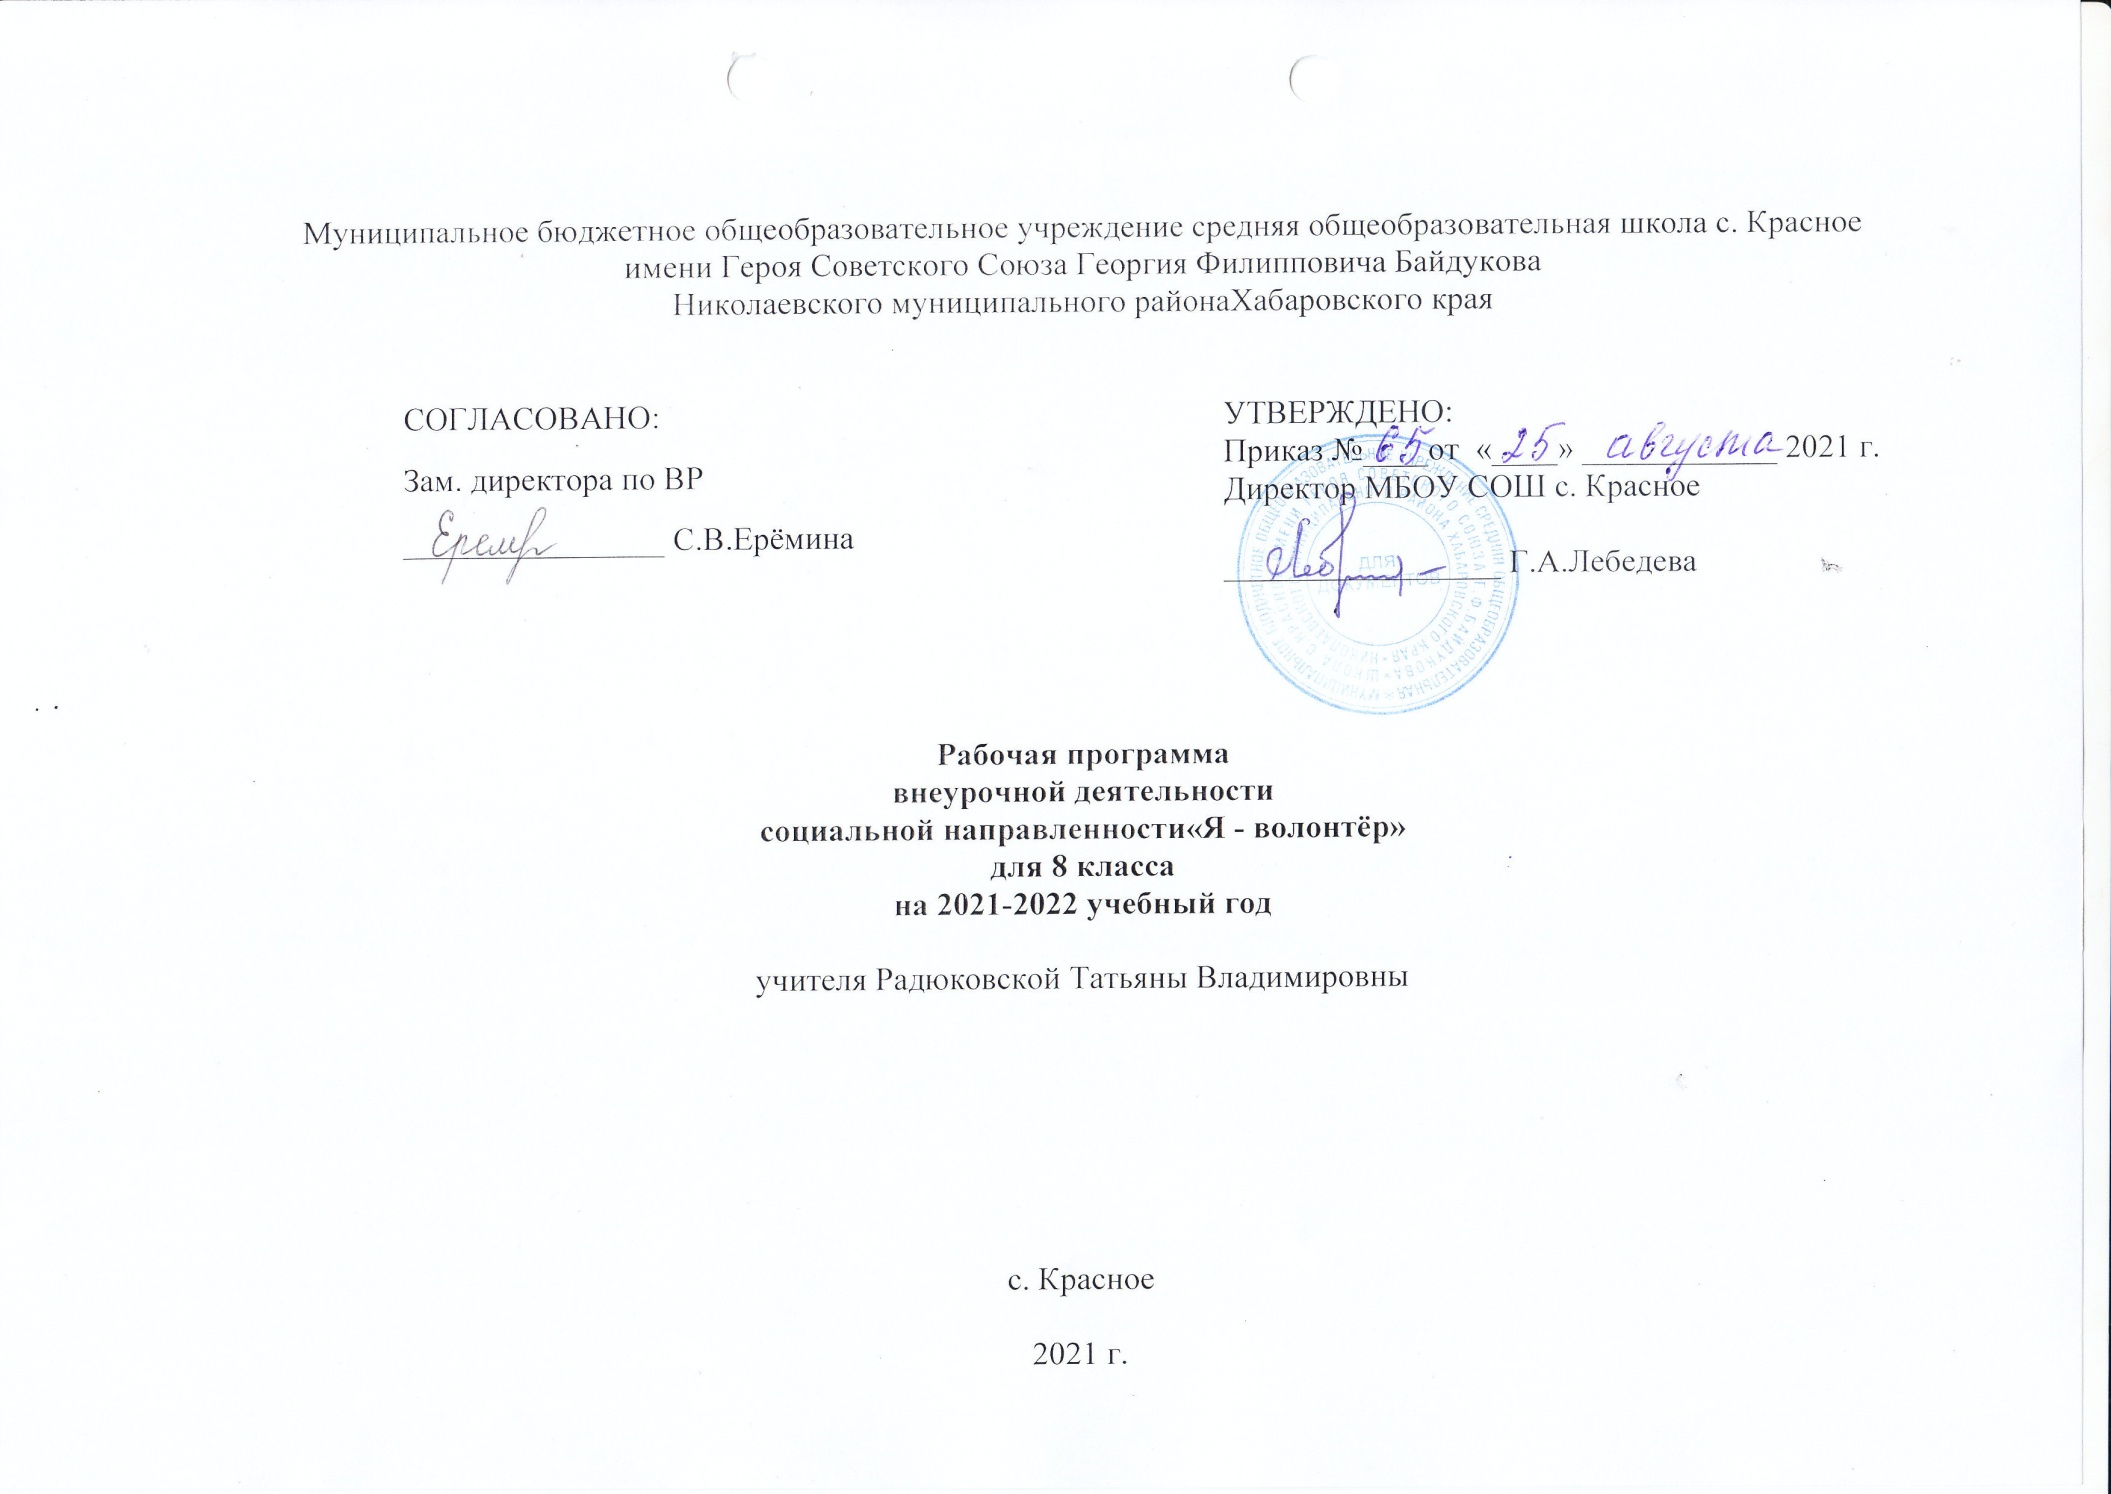 Муниципальное бюджетное общеобразовательное учреждение средняя общеобразовательная школа с. Красное
имени Героя Советского Союза Георгия Филипповича Байдукова
Николаевского муниципального районаХабаровского края
СОГЛАСОВАНО:
Зам. директора по ВР
Ерем С.В.Ерёмина
УТВЕРЖДЕНО:
Приказ № 65 от «25» августа 2021 г.
Директор МБОУ СОШ с. Красное
Г.А.Лебедева
ДЛЯ
ДОКУМЕНТОВ
Рабочая программа
внеурочной деятельности
социальной направленности«Я - волонтёр»
для 8 класса
на 2021-2022 учебный год
учителя Радюковской Татьяны Владимировны
с. Красное
2021 г.